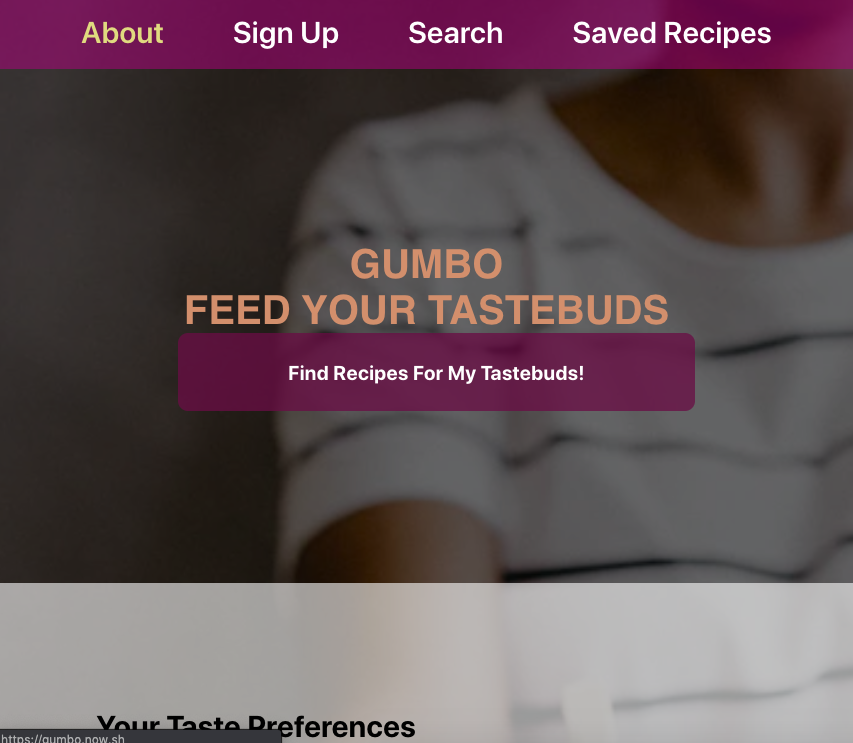 About Sign Up Search Saved Recipes
GUMBO
FEED YOUR TASTEBUDS
Find Recipes For My Tastebuds!
Your Taste Preferences
https://gumbo.now.sh